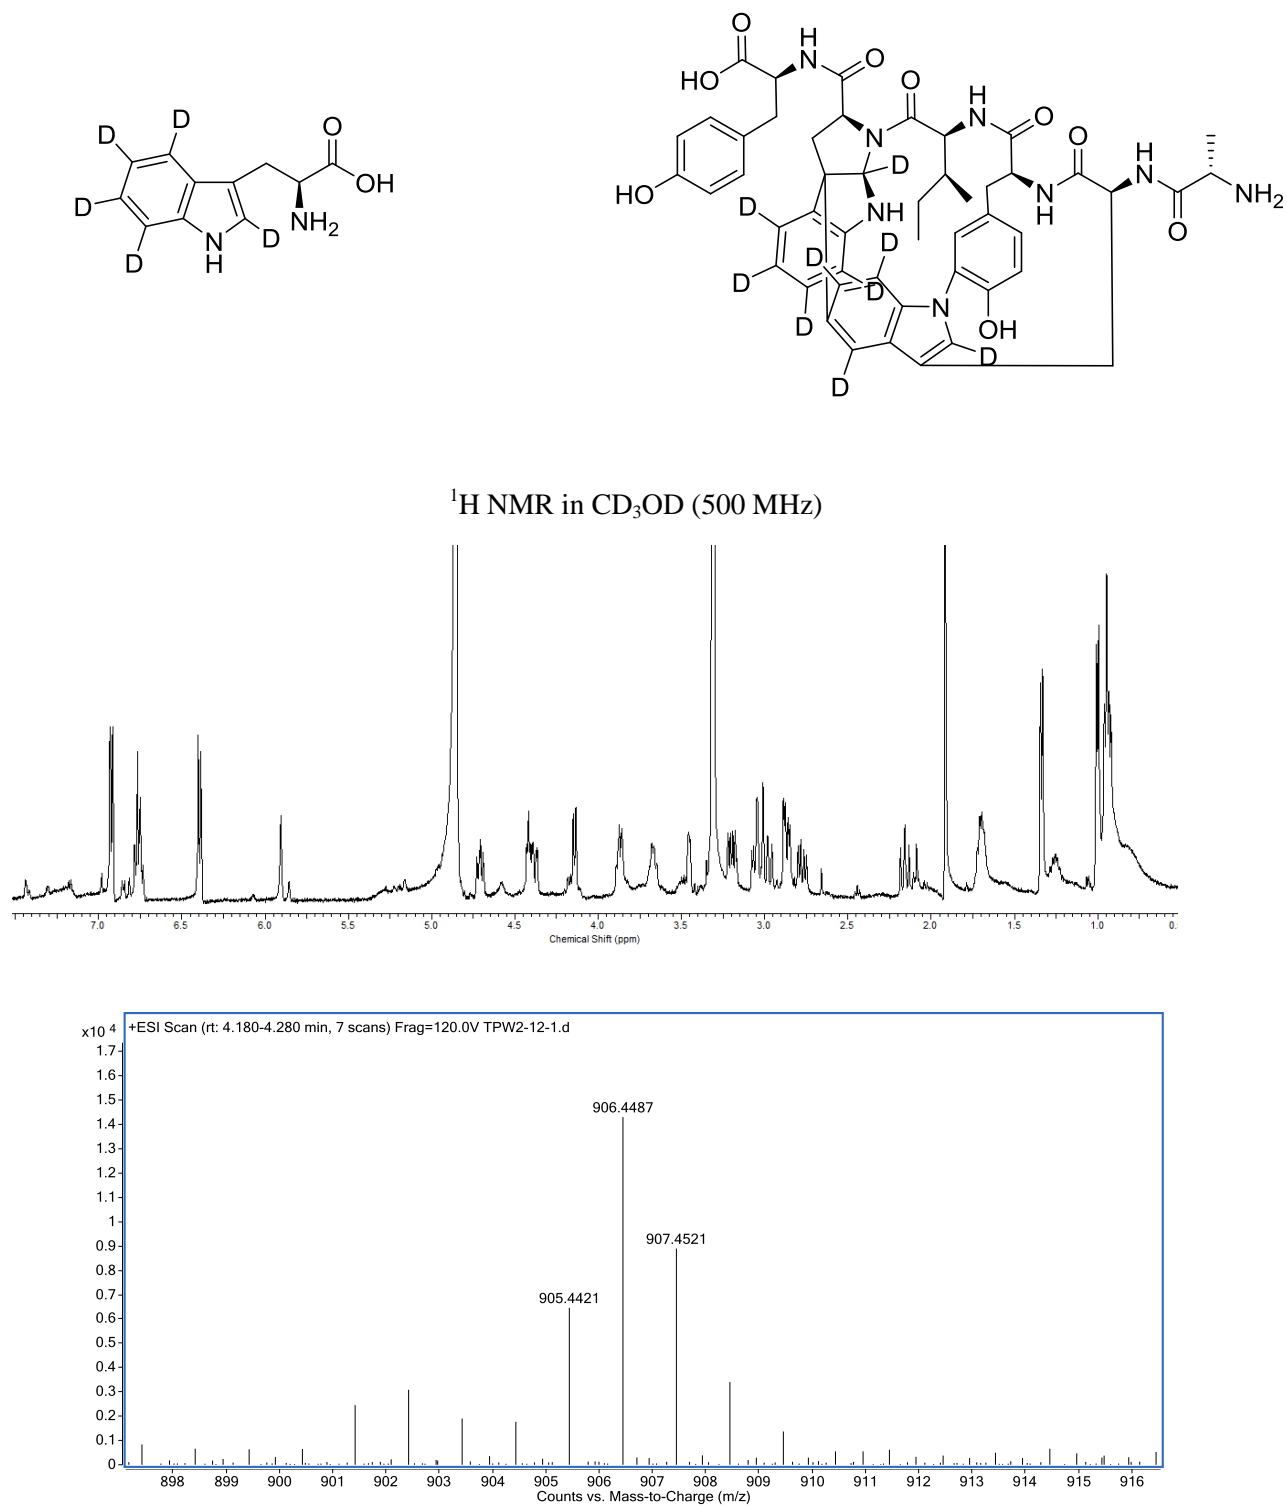 D D D D D N H NH2 O OH
O HO H N O HO O N D NH H N O N H O H N O NH2
D D D D D D D D N OH D
1H NMR in CD3OD (500 MHz)
7.0 6.5 6.0 5.5 5.0 4.5 4.0 3.5 3.0 2.5 2.0 1.5 1.0 0.
Chemical Shift (ppm)
x10 4 +ESI Scan (rt: 4.180-4.280 min, 7 scans) Frag=120.0V TPW2-12-1.d
1.7
1.6
1.5
1.4
1.3
1.2
1.1
1
0.9
0.8
0.7
0.6
0.5
0.4
0.3
0.2
0.1
0
906.4487
907.4521
905.4421
898 899 900 901 902 903 904 905 906 907 908 909 910 911 912 913 914 915 916
Counts vs. Mass-to-Charge (m/z)